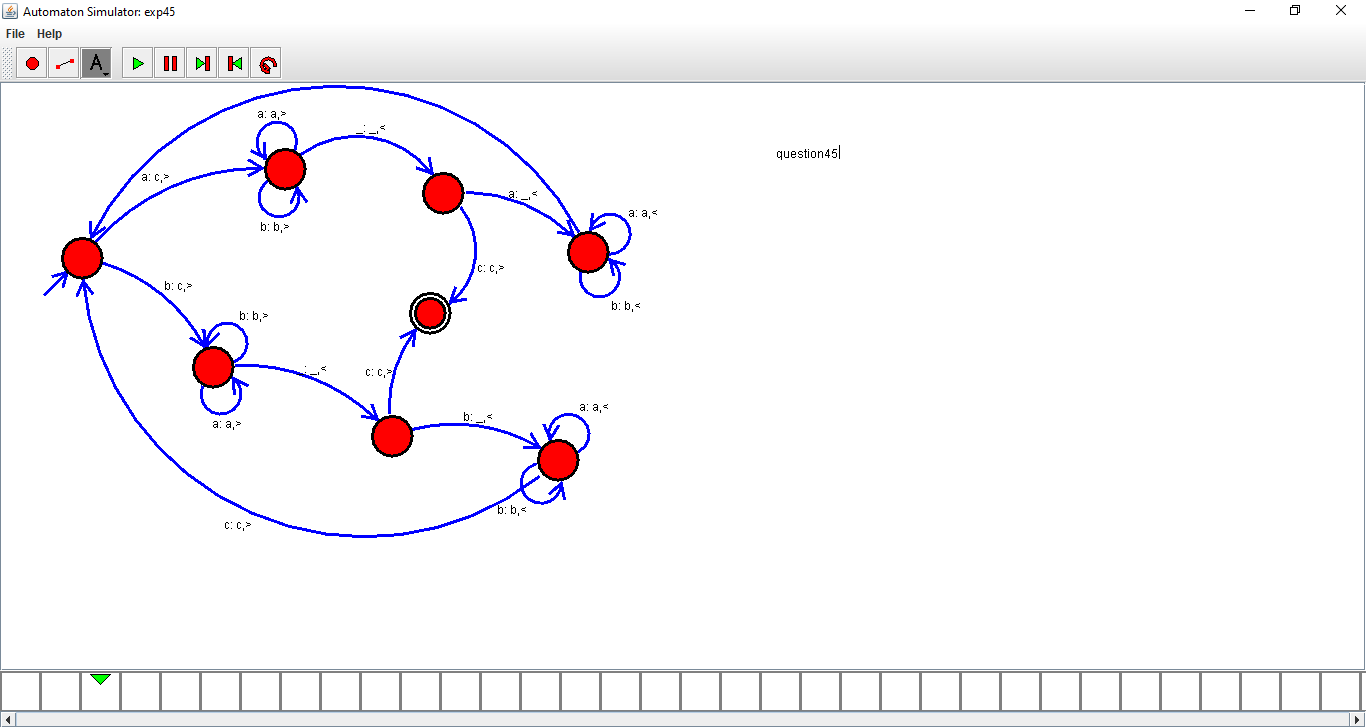 Automaton Simulator: exp45
File Help
A
a: a,>
_: _,<
question45
a: c,>
a: _,<
a: a,<
b: b,>
c: c,>
b: c,>
b: b,<
b: b,>
: _,<
c: c,>
a: a,<
b: _,<
a: a,>
b: b,<
c: c,>